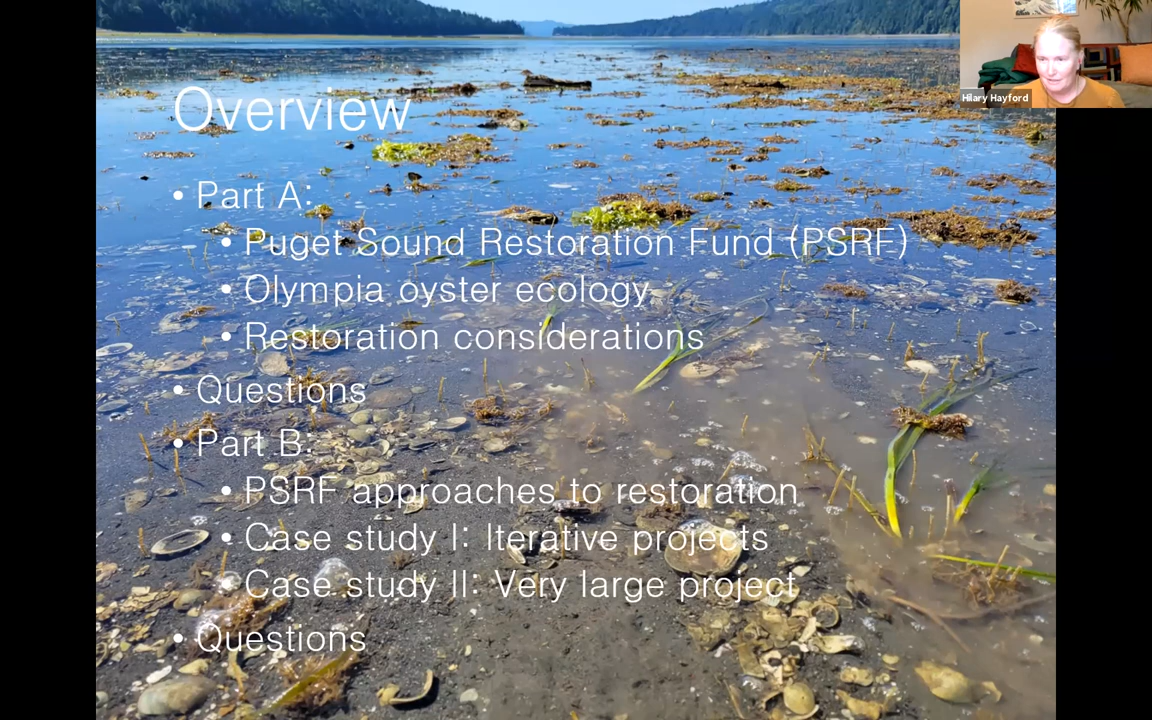 Overview
• Part A:
• Puget Sound Restoration Fund (PSRF)
• Olympia oyster ecology
• Restoration considerations
• Questions
• Part B:
• PSRF approaches to restoration
• Case study I: Iterative projects
• Case study II: Very large project
• Questions
Hilary Hayford